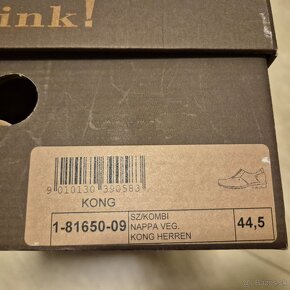 ink!
9 010130 390583
KONG
1-81650-09
SZ/KOMBI
NAPPA VEG.
KONG HERREN
44,5